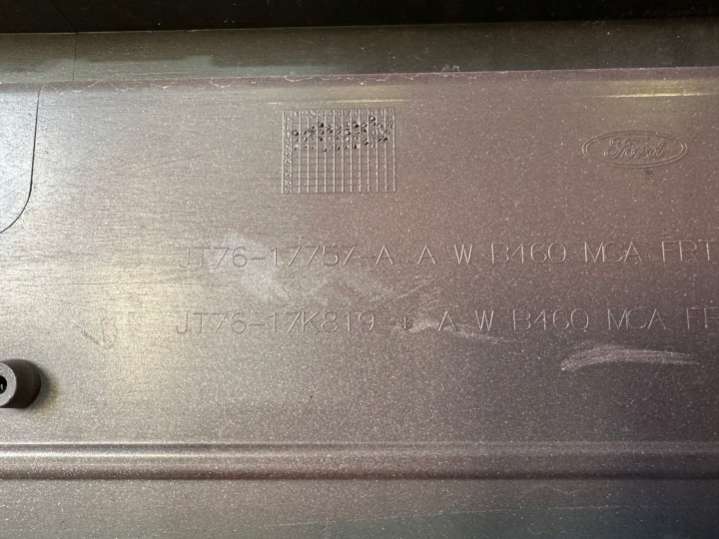 Ford
JT76-17757-A A W B460 MCA FRT
JT76-17K819 A W B460 MCA FR